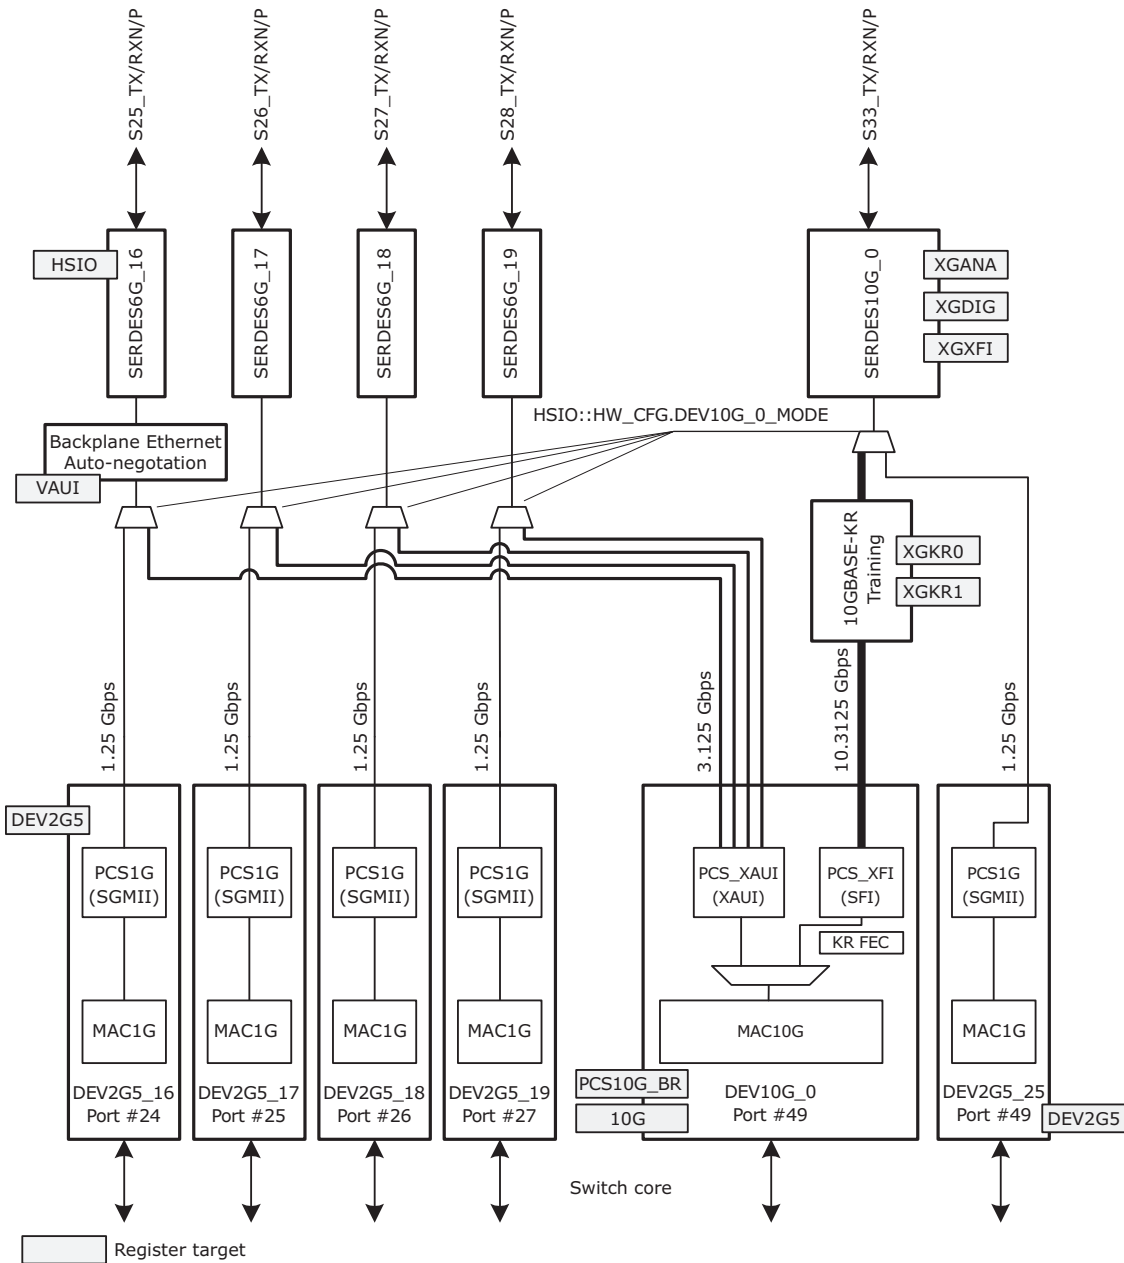 S25_TX/RXN/P
S26_TX/RXN/P
S27_TX/RXN/P
S28_TX/RXN/P
S33_TX/RXN/P
HSIO
SERDES6G_16
SERDES6G_17
SERDES6G_18
SERDES6G_19
SERDES10G_0
XGANA
XGDIG
XGXFI
HSIO::HW_CFG.DEV10G_0_MODE
Backplane Ethernet
Auto-negotation
VAUI
10GBASE-KR
Training
XGKR0
XGKR1
1.25 Gbps
1.25 Gbps
1.25 Gbps
1.25 Gbps
3.125 Gbps
10.3125 Gbps
1.25 Gbps
DEV2G5
PCS1G
(SGMII)
PCS1G
(SGMII)
PCS1G
(SGMII)
PCS1G
(SGMII)
PCS_XAUI
(XAUI)
PCS_XFI
(SFI)
PCS1G
(SGMII)
KR FEC
MAC1G
MAC1G
MAC1G
MAC1G
MAC10G
MAC1G
DEV2G5_16
Port #24
DEV2G5_17
Port #25
DEV2G5_18
Port #26
DEV2G5_19
Port #27
PCS10G_BR
10G
DEV10G_0
Port #49
DEV2G5_25
Port #49
DEV2G5
Switch core
Register target